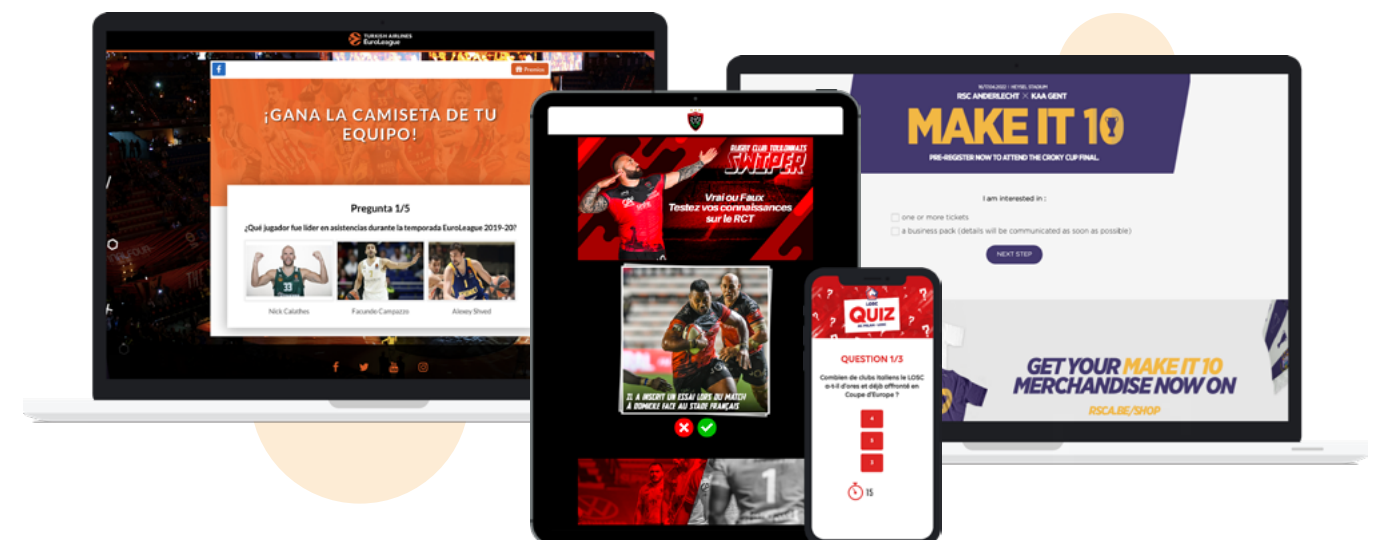 TURKISH AIRLINES
EuroLeague
Premios
¡GANA LA CAMISETA DE TU
EQUIPO!
Pregunta 1/5
¿Qué jugador fue líder en asistencias durante la temporada EuroLeague 2019-20?
33
Nick Calathes
Facundo Campazzo
Alexey Shved
RUGBY CLUB TOULONNAIS
SWIPER
Vrai ou Faux
Testez vos connaissances
sur le RCT
IL A INSCRIT UN ESSAI LORS DU MATCH
À DOMICILE FACE AU STADE FRANÇAIS
1
LOSC
QUIZ
QUESTION 1/3
Combien de clubs italiens le LOSC
a-t-il d'ores et déjà affronté en
Coupe d'Europe ?
4
5
3
15
RSC ANDERLECHT × KAA GENT
MAKE IT 10
PRE-REGISTER NOW TO ATTEND THE CROKY CUP FINAL.
I am interested in :
one or more tickets
a business pack (details will be communicated as soon as possible)
NEXT STEP
GET YOUR MAKE IT 10
MERCHANDISE NOW ON
RSCA.BE/SHOP